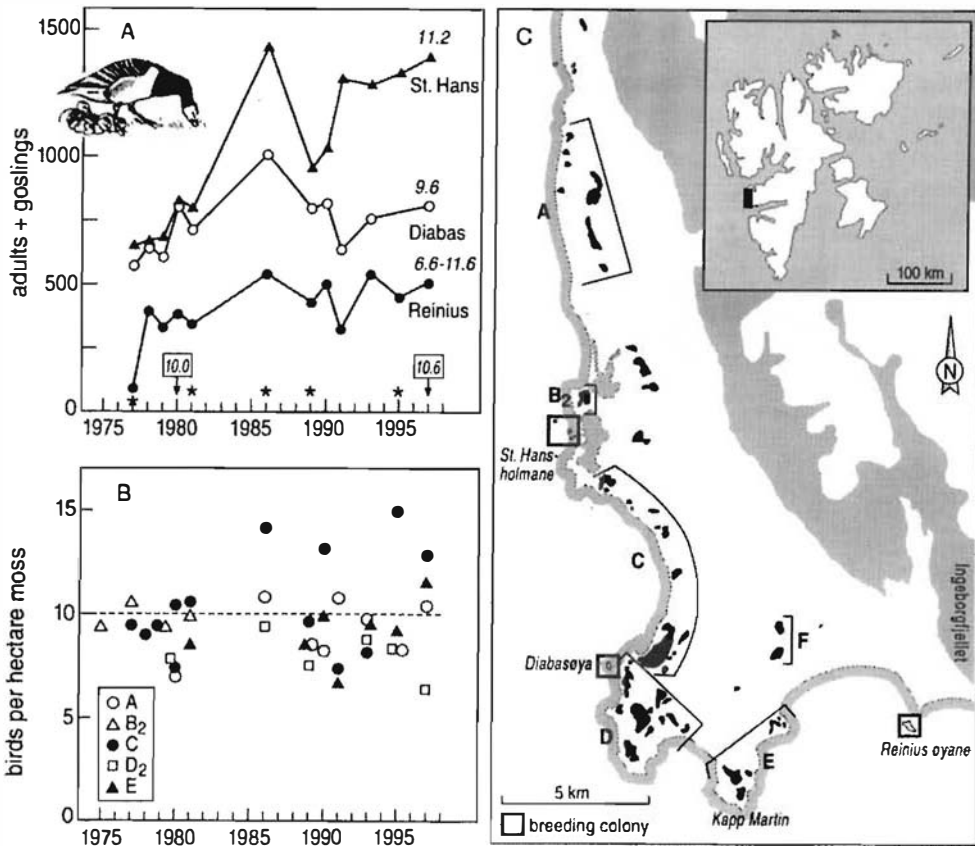 A
1500
1000
500
0
adults + goslings
11.2
St. Hans
9.6
Diabas
6.6-11.6
Reinius
10.0
10.6
* * * * *
1975 1980 1985 1990 1995
B
15
10
5
0
birds per hectare moss
A
B2
C
D2
E
1975 1980 1985 1990 1995
C
100 km
N
A
B2
St. Hans-
holmane
C
Ingeborgfjellet
F
Diabasøya
D
E
Reinius øyane
5 km
Kapp Martin
breeding colony